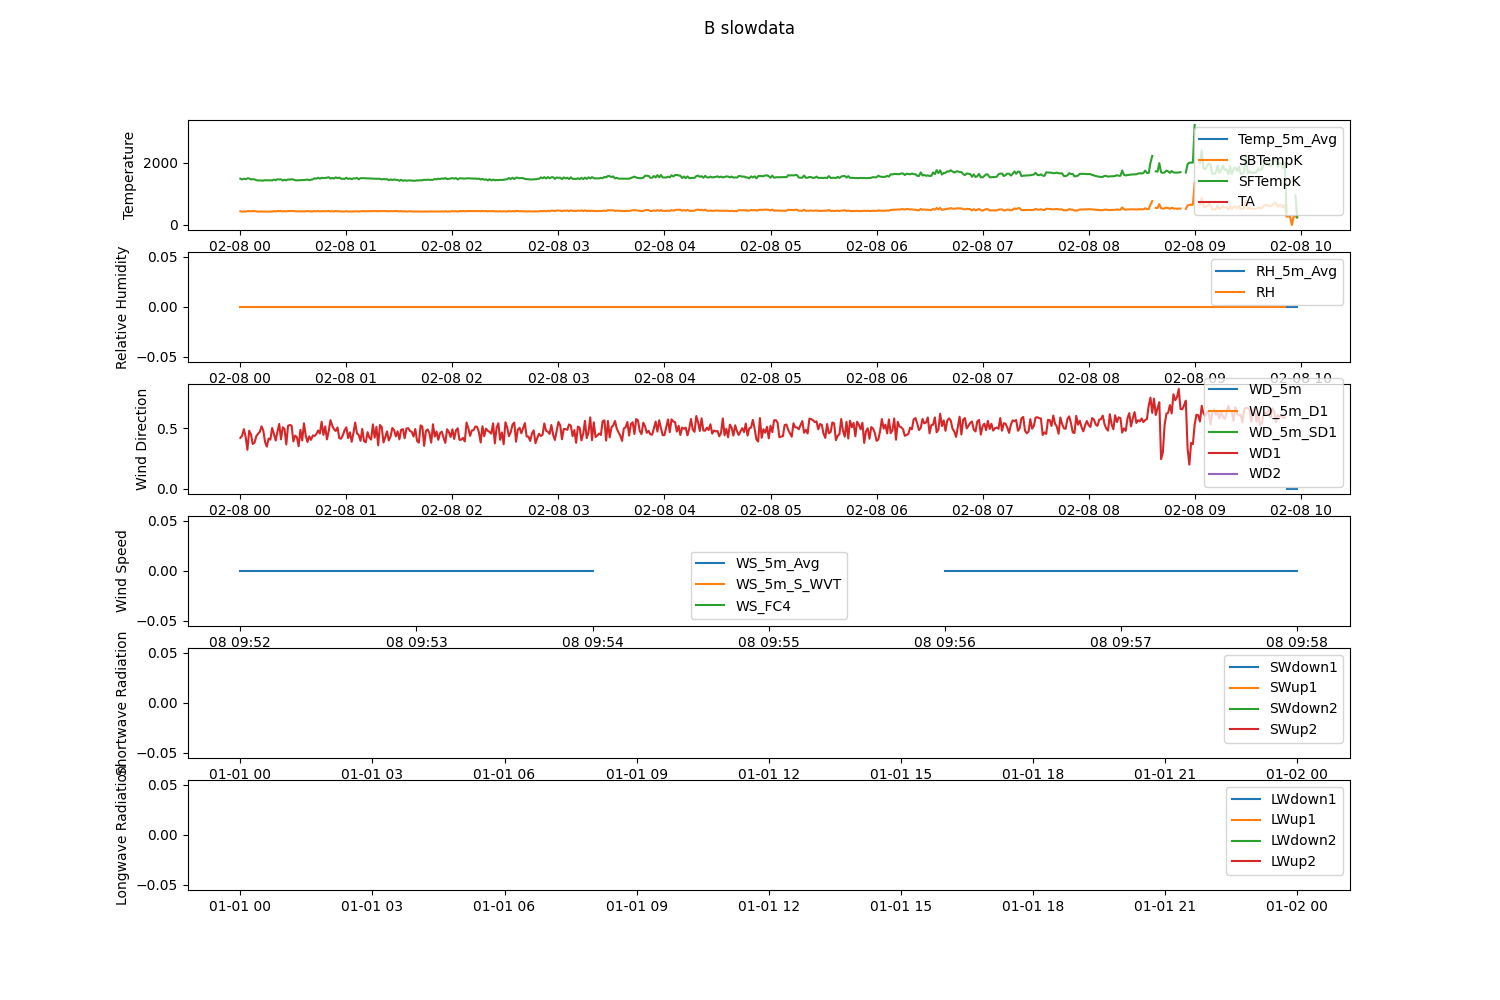 B slowdata
Temperature
2000
0
Temp_5m_Avg
SBTempK
SFTempK
TA
02-08 00 02-08 01 02-08 02 02-08 03 02-08 04 02-08 05 02-08 06 02-08 07 02-08 08 02-08 09 02-08 10
Relative Humidity
0.05
0.00
−0.05
RH_5m_Avg
RH
02-08 00 02-08 01 02-08 02 02-08 03 02-08 04 02-08 05 02-08 06 02-08 07 02-08 08 02-08 09 02-08 10
Wind Direction
0.5
0.0
WD_5m
WD_5m_D1
WD_5m_SD1
WD1
WD2
02-08 00 02-08 01 02-08 02 02-08 03 02-08 04 02-08 05 02-08 06 02-08 07 02-08 08 02-08 09 02-08 10
Wind Speed
0.05
0.00
−0.05
WS_5m_Avg
WS_5m_S_WVT
WS_FC4
08 09:52 08 09:53 08 09:54 08 09:55 08 09:56 08 09:57 08 09:58
Shortwave Radiation
0.05
0.00
−0.05
SWdown1
SWup1
SWdown2
SWup2
01-01 00 01-01 03 01-01 06 01-01 09 01-01 12 01-01 15 01-01 18 01-01 21 01-02 00
Longwave Radiation
0.05
0.00
−0.05
LWdown1
LWup1
LWdown2
LWup2
01-01 00 01-01 03 01-01 06 01-01 09 01-01 12 01-01 15 01-01 18 01-01 21 01-02 00